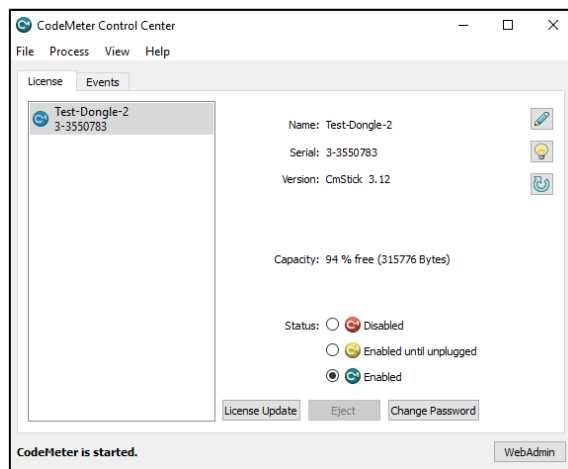 CodeMeter Control Center
File Process View Help
License Events
Test-Dongle-2
3-3550783
Name: Test-Dongle-2
Serial: 3-3550783
Version: CmStick 3.12
Capacity: 94 % free (315776 Bytes)
Status: Disabled
Enabled until unplugged
Enabled
License Update Eject Change Password
CodeMeter is started. WebAdmin